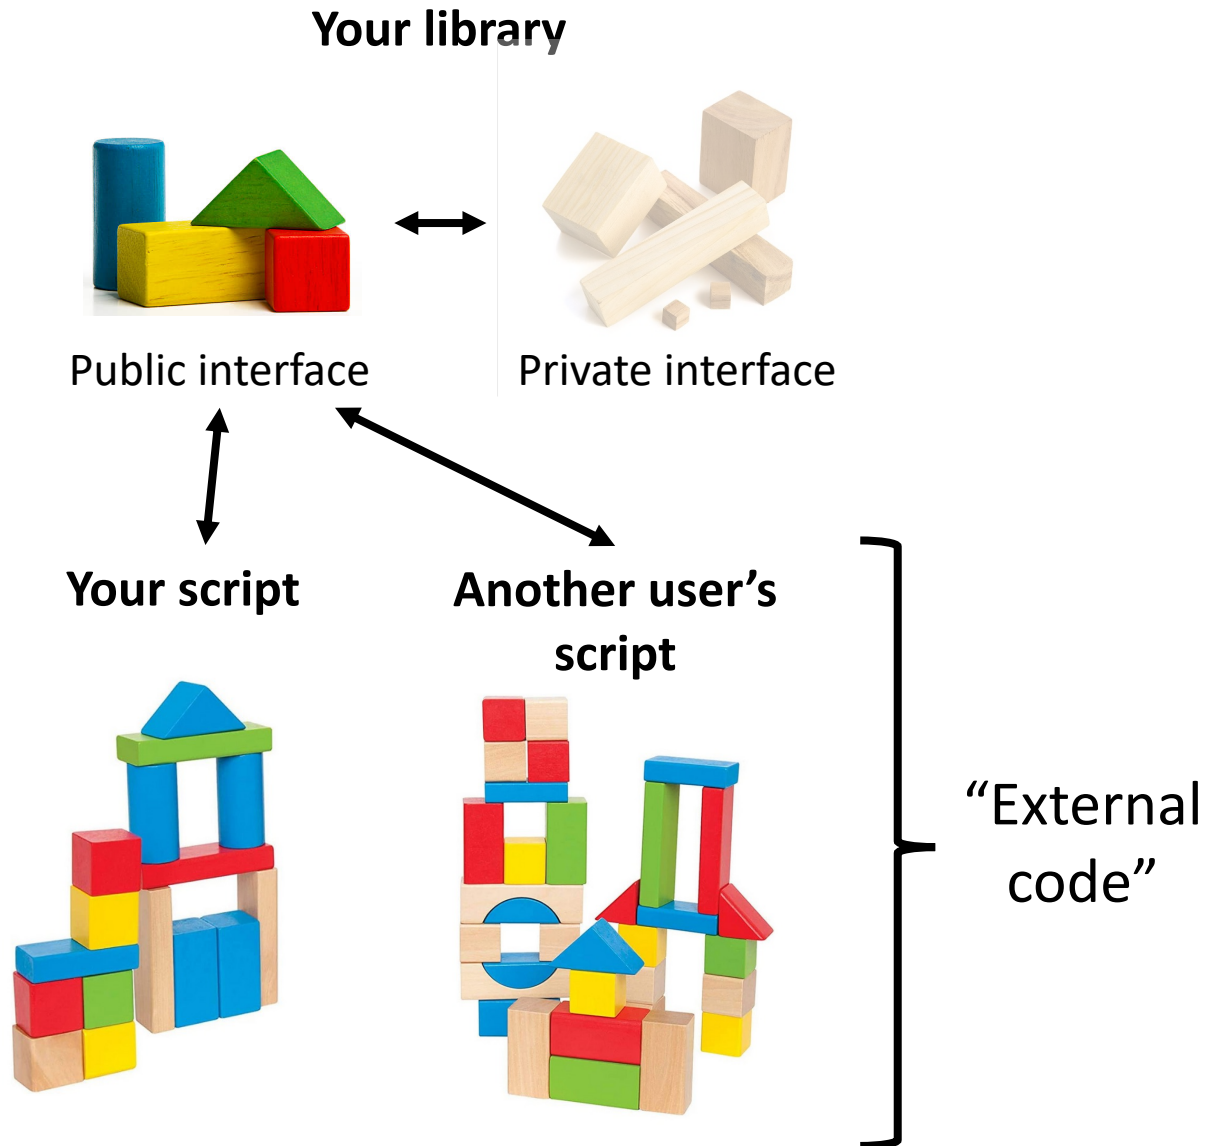 Your library
Public interface
Private interface
Your script
Another user’s
script
“External
code”